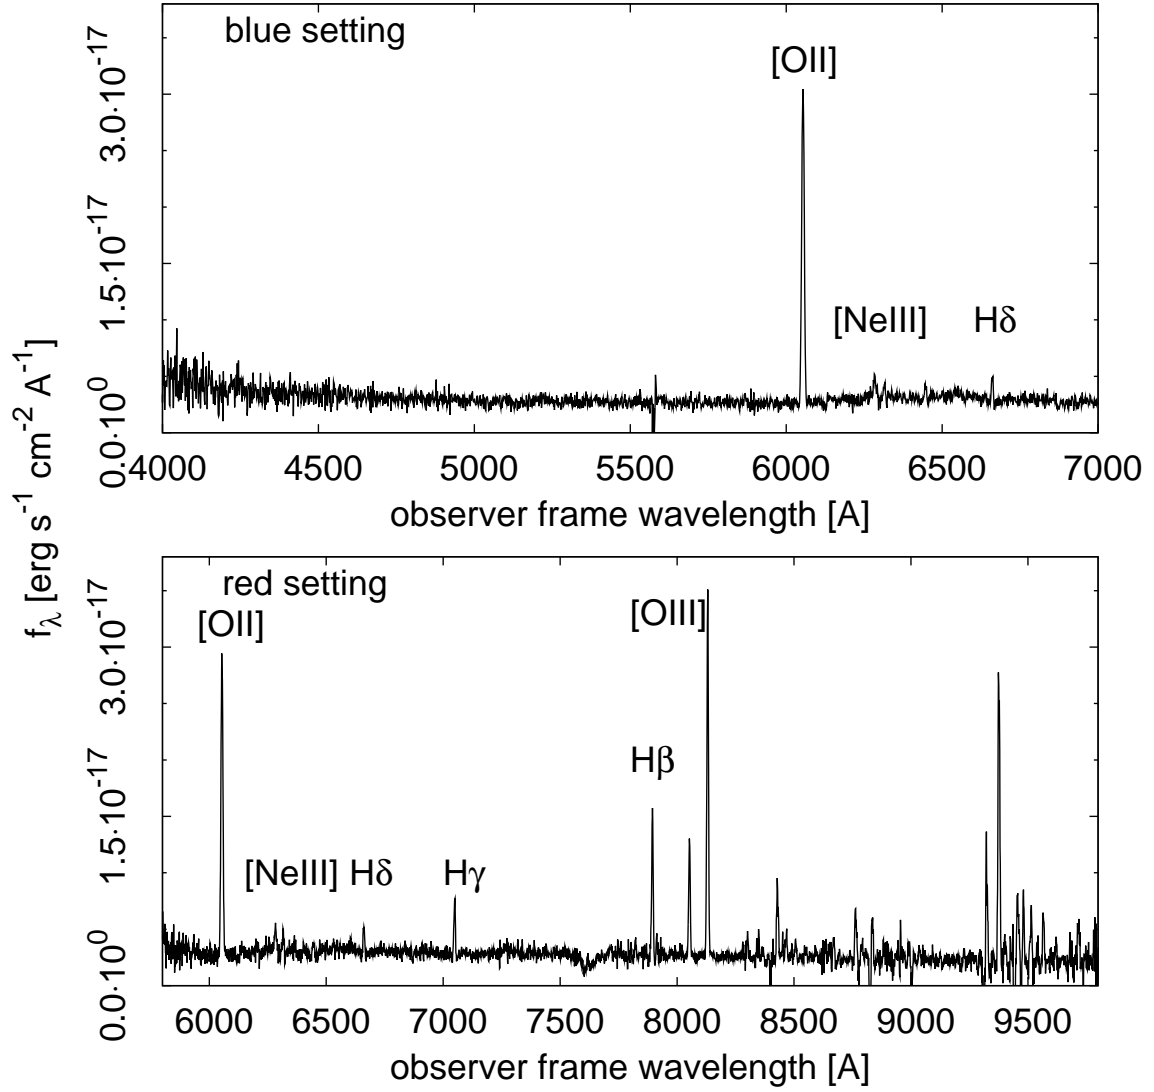 blue setting
[OII]
[NeIII] Hδ
0.0·10⁰ 1.5·10⁻¹⁷ 3.0·10⁻¹⁷
4000 4500 5000 5500 6000 6500 7000
observer frame wavelength [A]
f_λ [erg s⁻¹ cm⁻² A⁻¹]
red setting
[OII] [OIII]
Hβ
[NeIII] Hδ Hγ
0.0·10⁰ 1.5·10⁻¹⁷ 3.0·10⁻¹⁷
6000 6500 7000 7500 8000 8500 9000 9500
observer frame wavelength [A]